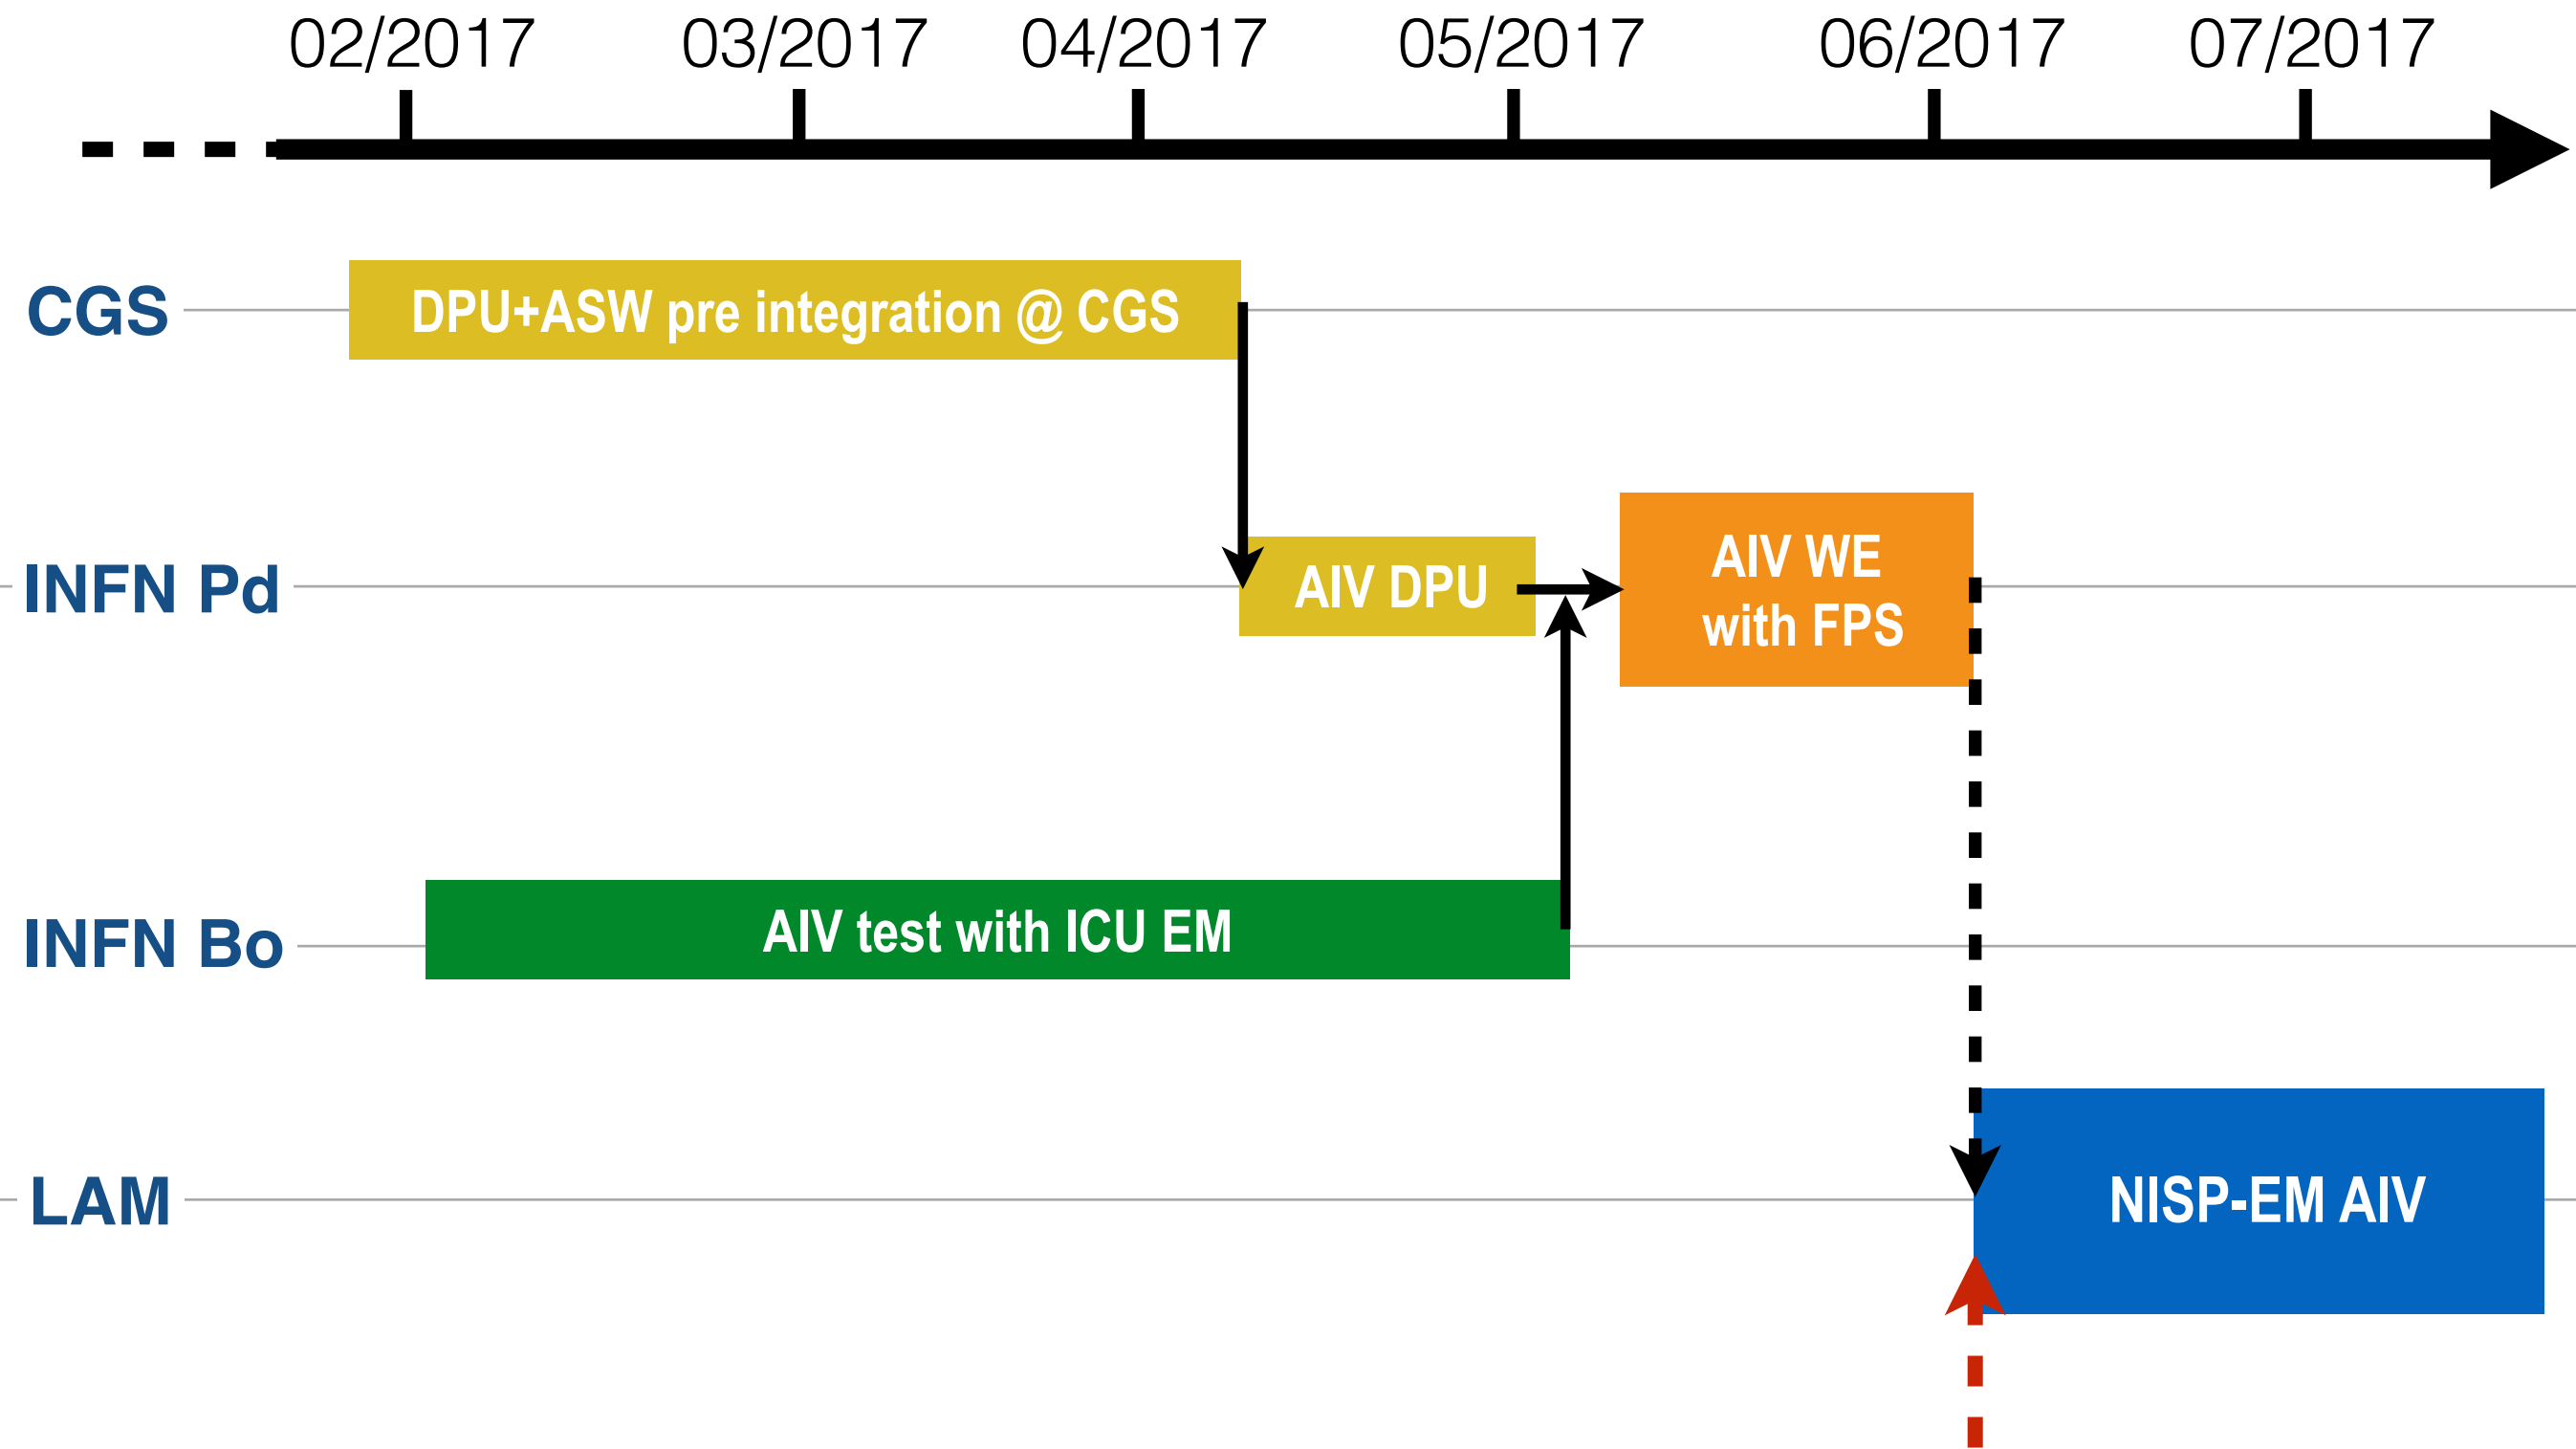 02/2017 03/2017 04/2017 05/2017 06/2017 07/2017
CGS
DPU+ASW pre integration @ CGS
INFN Pd
AIV DPU
AIV WE
with FPS
INFN Bo
AIV test with ICU EM
LAM
NISP-EM AIV